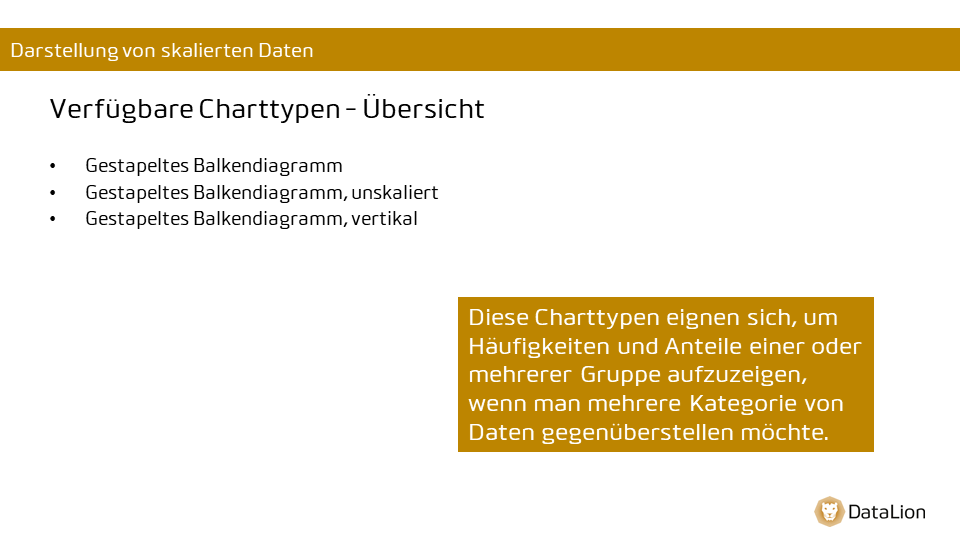 Darstellung von skalierten Daten
Verfügbare Charttypen – Übersicht
• Gestapeltes Balkendiagramm
• Gestapeltes Balkendiagramm, unskaliert
• Gestapeltes Balkendiagramm, vertikal
Diese Charttypen eignen sich, um
Häufigkeiten und Anteile einer oder
mehrerer Gruppe aufzuzeigen,
wenn man mehrere Kategorie von
Daten gegenüberstellen möchte.
DataLion